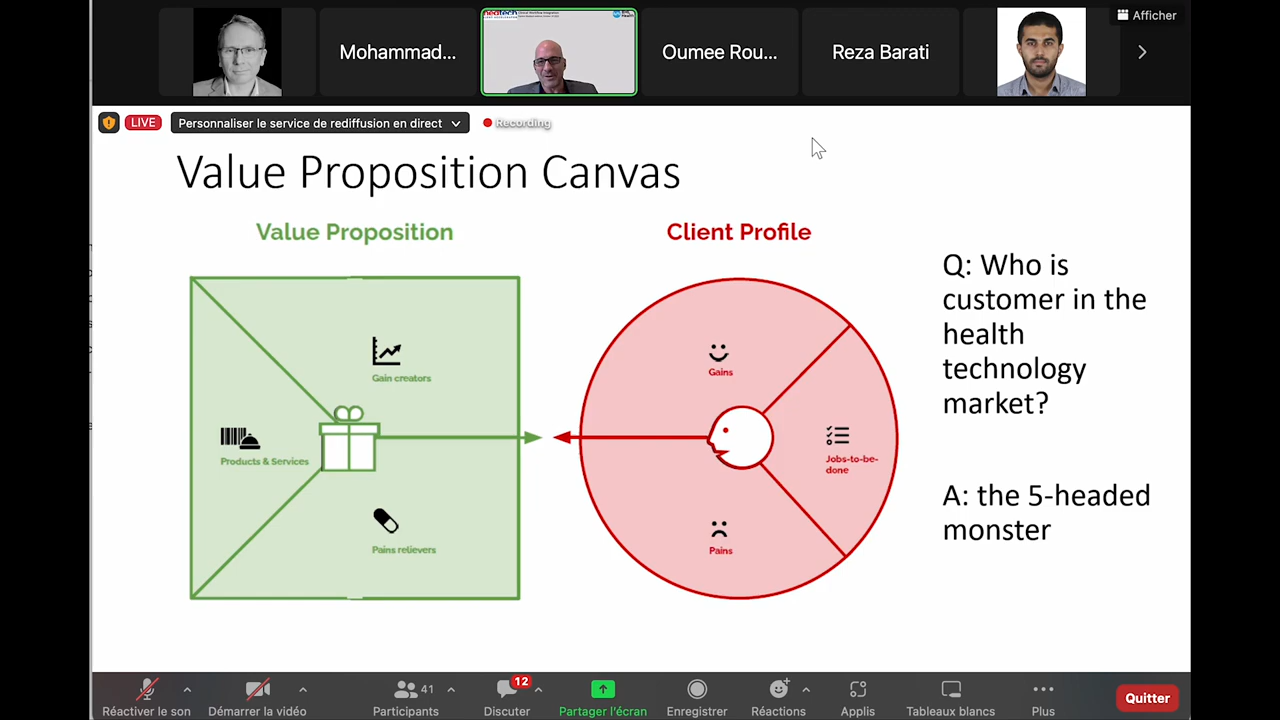 Mohammad...
Oumee Rou...
Reza Barati
Afficher
LIVE
Personnaliser le service de rediffusion en direct
Recording
Value Proposition Canvas
Value Proposition
Client Profile
Gain creators
Products & Services
Pains relievers
Gains
Jobs-to-be-
done
Pains
Q: Who is
customer in the
health
technology
market?
A: the 5-headed
monster
Réactiver le son
Démarrer la vidéo
41
Participants
12
Discuter
Partager l'écran
Enregistrer
Réactions
Applis
Tableaux blancs
Plus
Quitter